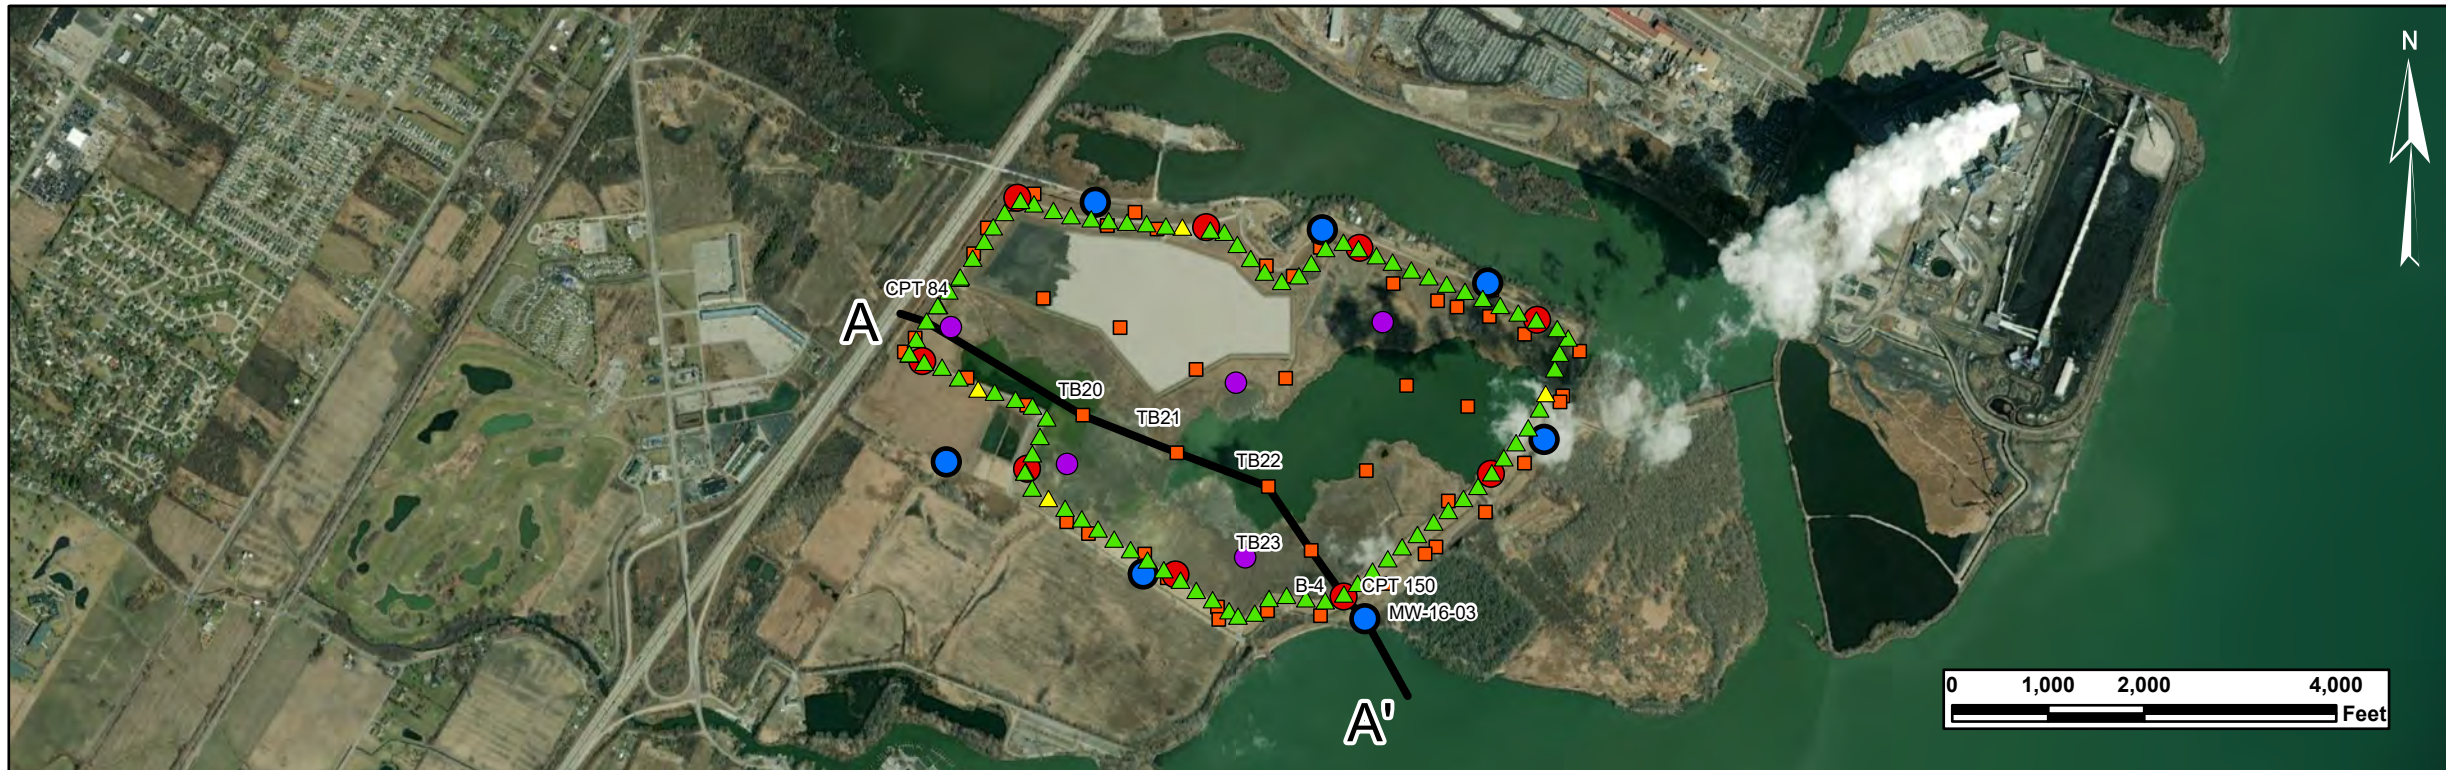 N
CPT 84
A
TB20
TB21
TB22
TB23
B-4
CPT 150
MW-16-03
A'
0 1,000 2,000 4,000
Feet